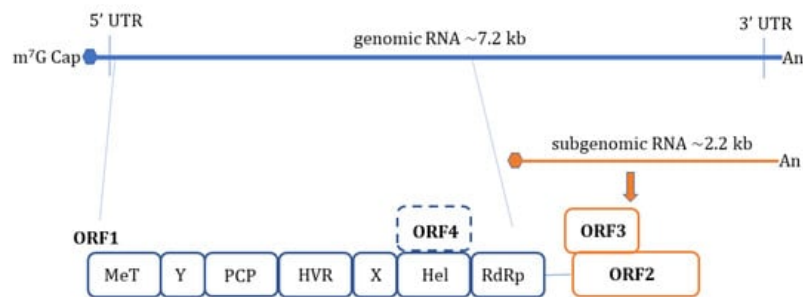 5' UTR
3' UTR
genomic RNA ~7.2 kb
m⁷G Cap
An
subgenomic RNA ~2.2 kb
An
ORF4
ORF3
ORF1
MeT Y PCP HVR X Hel RdRp ORF2